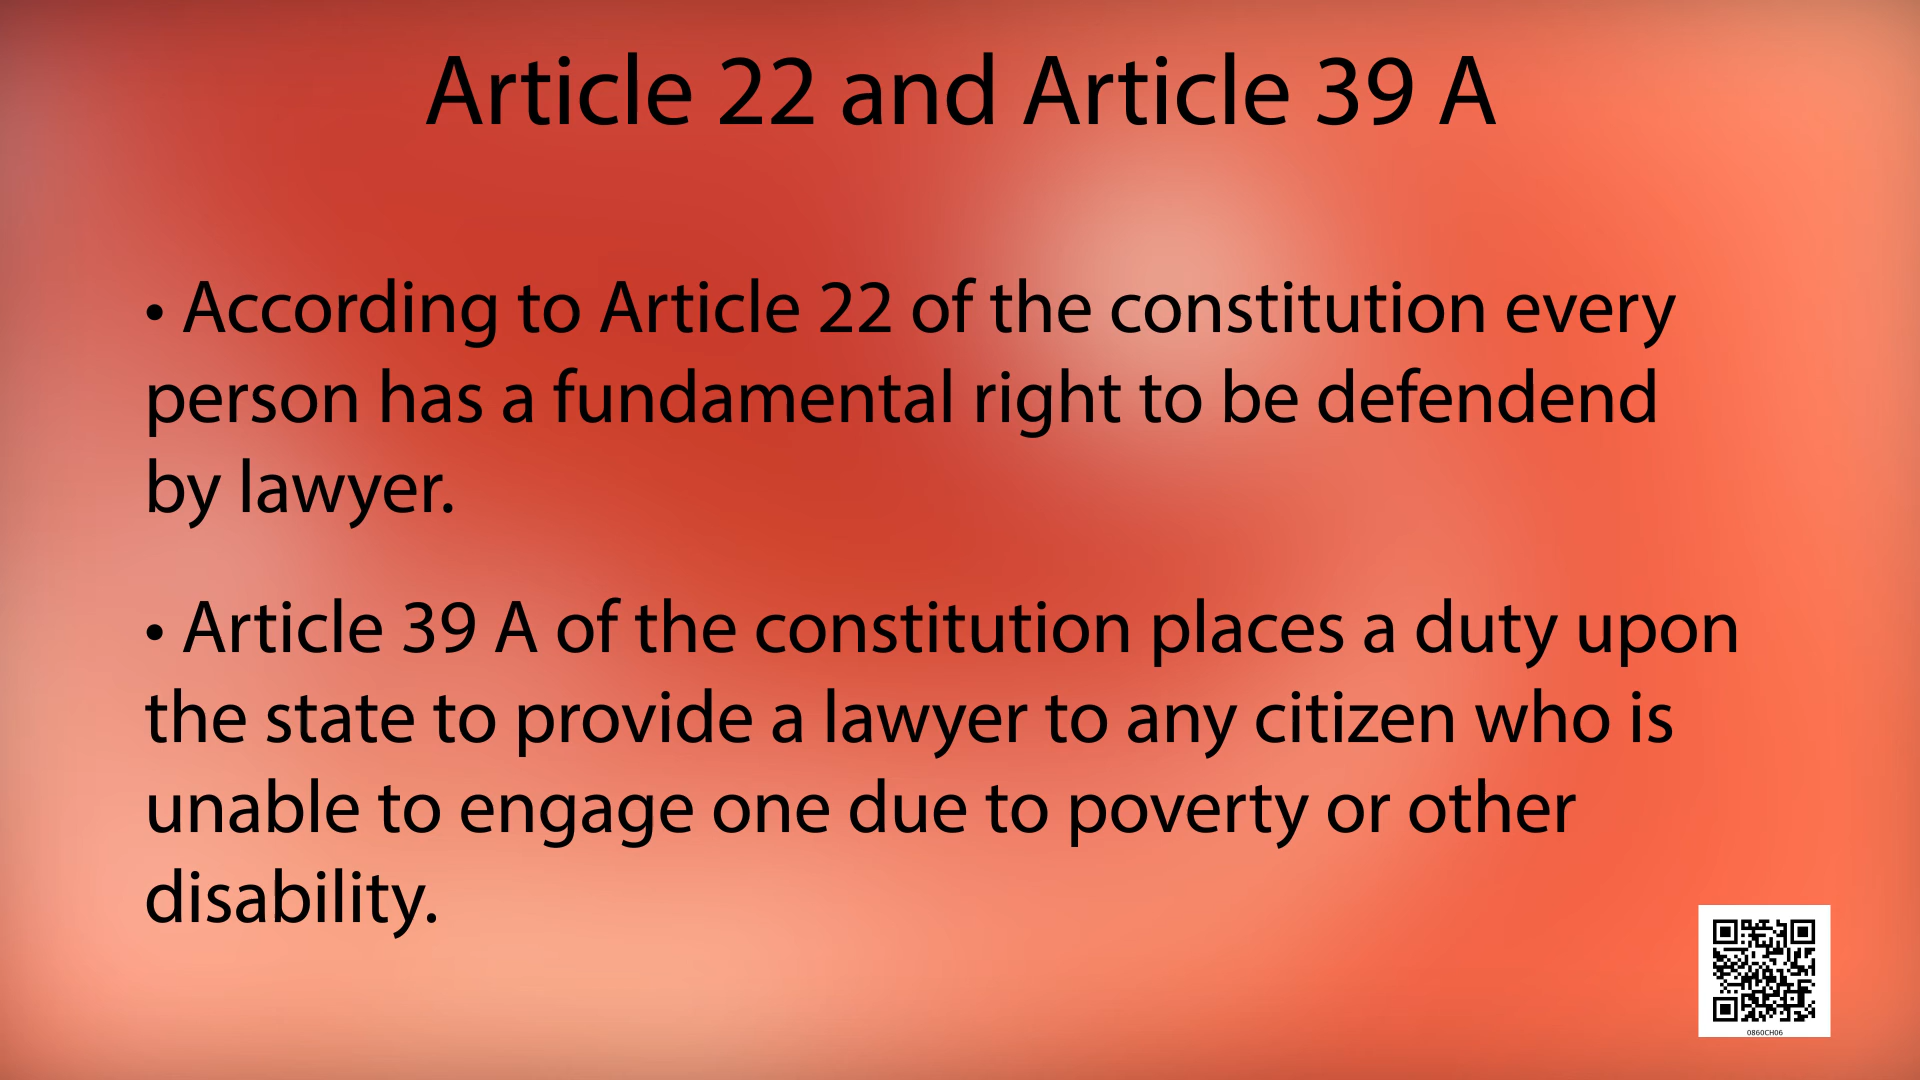 Article 22 and Article 39 A
• According to Article 22 of the constitution every
person has a fundamental right to be defendend
by lawyer.
• Article 39 A of the constitution places a duty upon
the state to provide a lawyer to any citizen who is
unable to engage one due to poverty or other
disability.
0860CH06